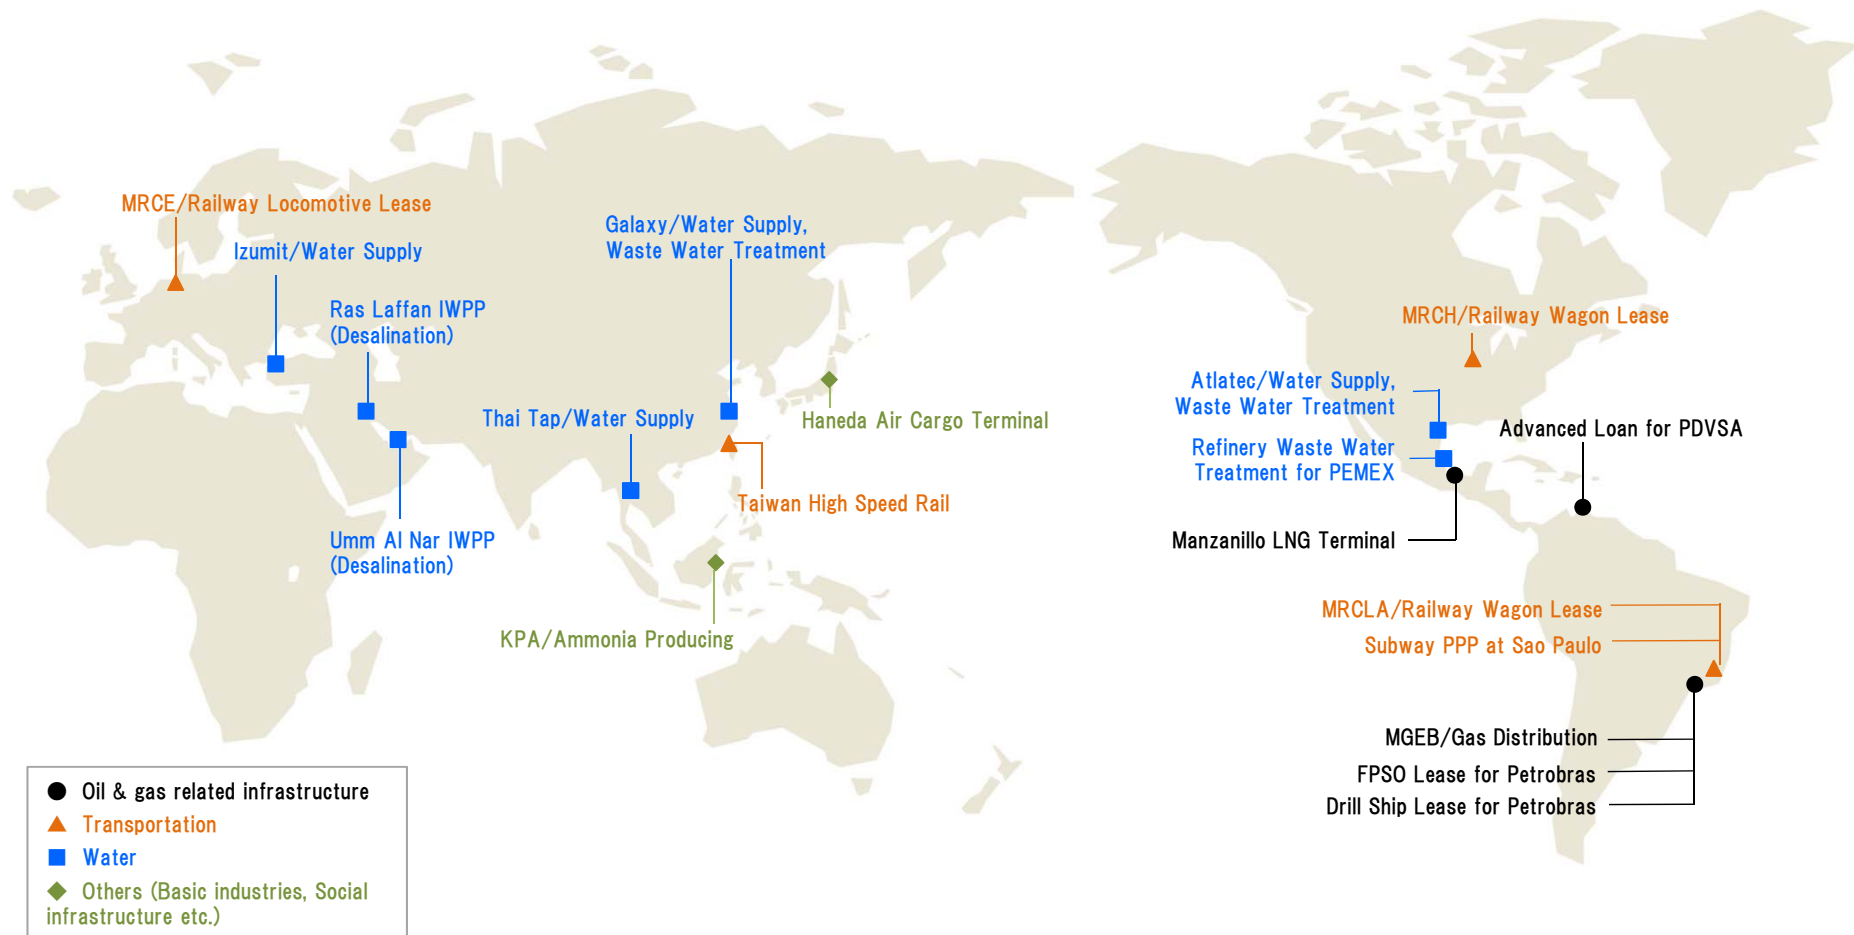 MRCE/Railway Locomotive Lease
Izumit/Water Supply
Ras Laffan IWPP
(Desalination)
Galaxy/Water Supply,
Waste Water Treatment
Thai Tap/Water Supply
Haneda Air Cargo Terminal
Taiwan High Speed Rail
Umm Al Nar IWPP
(Desalination)
KPA/Ammonia Producing
MRCH/Railway Wagon Lease
Atlatec/Water Supply,
Waste Water Treatment
Refinery Waste Water
Treatment for PEMEX
Advanced Loan for PDVSA
Manzanillo LNG Terminal
MRCLA/Railway Wagon Lease
Subway PPP at Sao Paulo
MGEB/Gas Distribution
FPSO Lease for Petrobras
Drill Ship Lease for Petrobras
Oil & gas related infrastructure
Transportation
Water
Others (Basic industries, Social
infrastructure etc.)